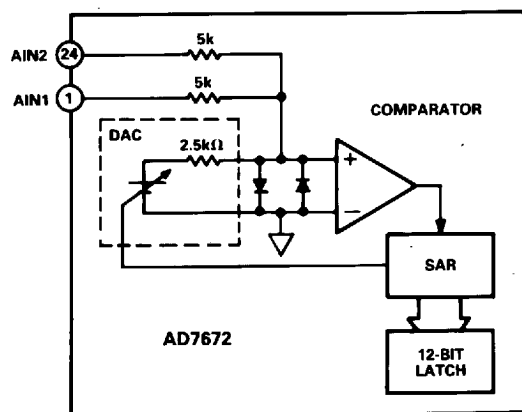 AIN2 24 5k
AIN1 1 5k
COMPARATOR
DAC
2.5kΩ
+
−
SAR
AD7672
12-BIT
LATCH